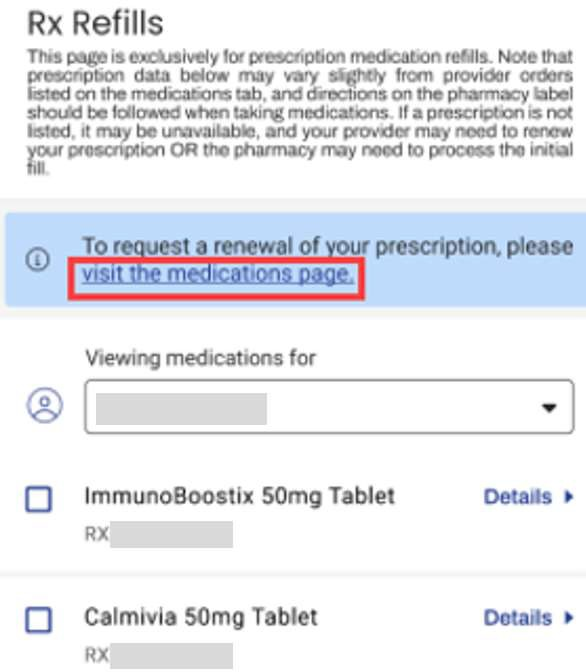 Rx Refills
This page is exclusively for prescription medication refills. Note that
prescription data below may vary slightly from provider orders
listed on the medications tab, and directions on the pharmacy label
should be followed when taking medications. If a prescription is not
listed, it may be unavailable, and your provider may need to renew
your prescription OR the pharmacy may need to process the initial
fill.
To request a renewal of your prescription, please
visit the medications page.
Viewing medications for
ImmunoBoostix 50mg Tablet Details
RX
Calmivia 50mg Tablet Details
RX